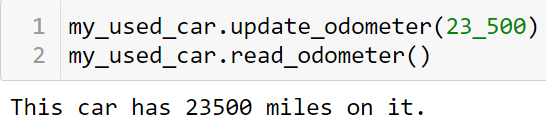 1 my_used_car.update_odometer(23_500)
2 my_used_car.read_odometer()
This car has 23500 miles on it.